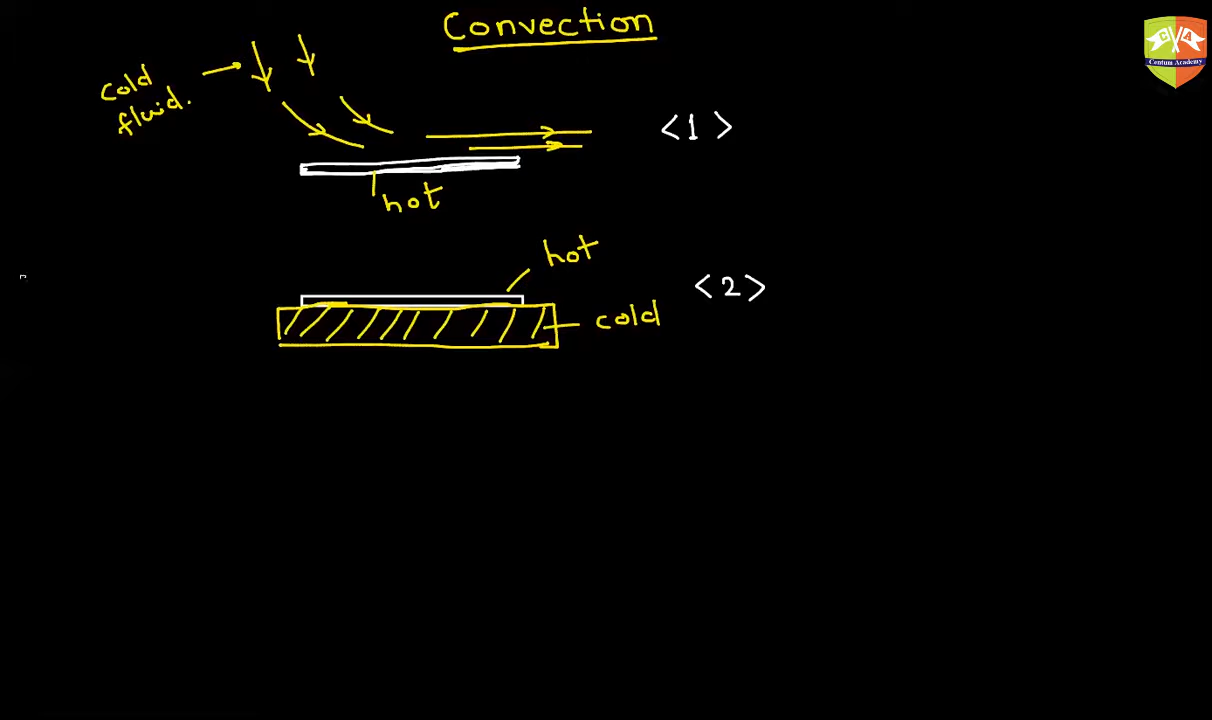 Convection
cold
fluid.
<1>
hot
hot
<2>
cold
C A
Centum Academy